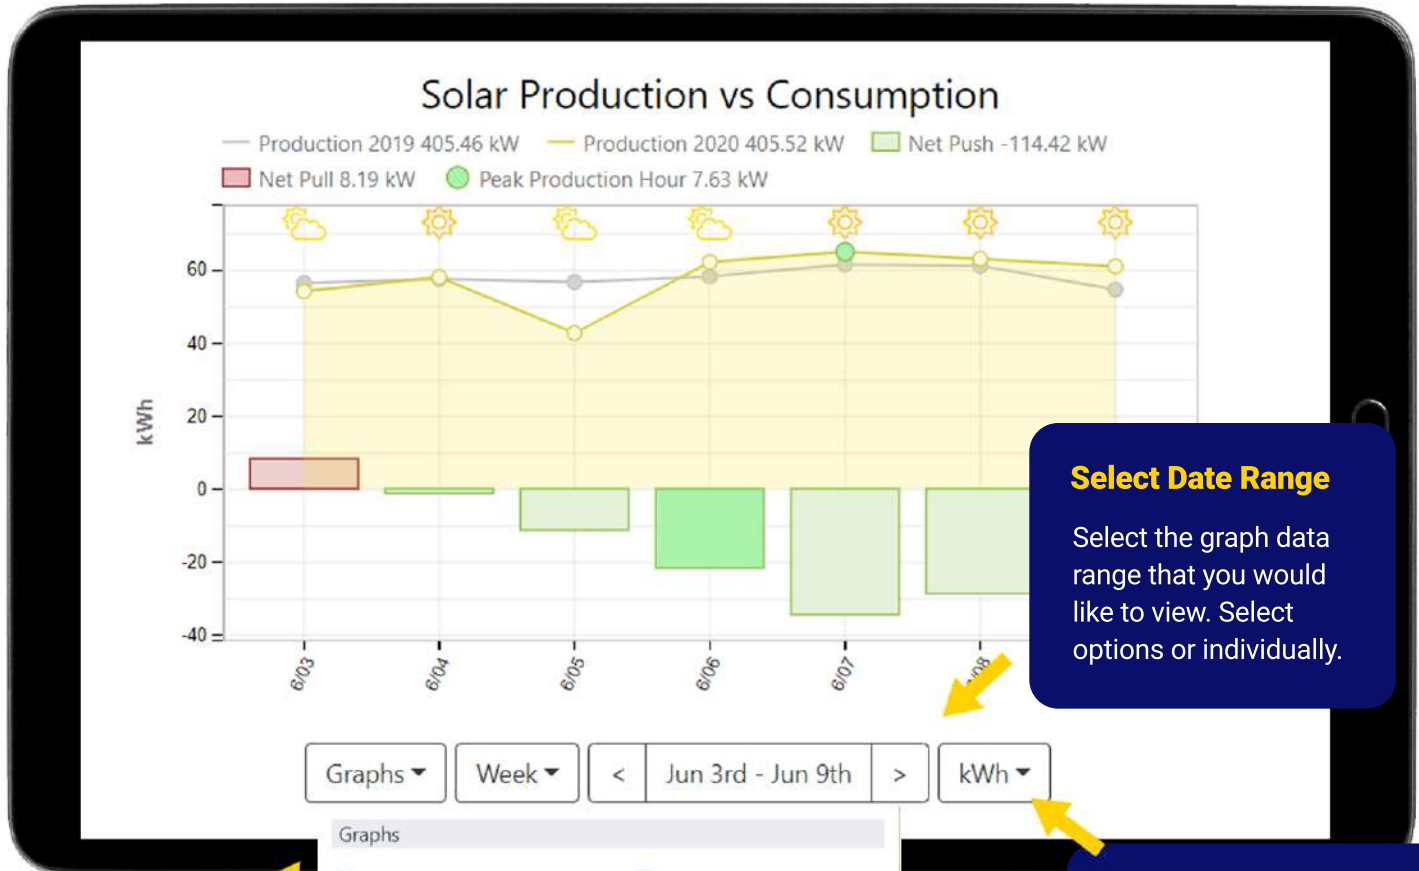 Solar Production vs Consumption
Production 2019 405.46 kW Production 2020 405.52 kW Net Push -114.42 kW
Net Pull 8.19 kW Peak Production Hour 7.63 kW
60
40
20
0
-20
-40
kWh
6/03 6/04 6/05 6/06 6/07
Select Date Range
Select the graph data
range that you would
like to view. Select
options or individually.
Graphs Week < Jun 3rd - Jun 9th > kWh
Graphs